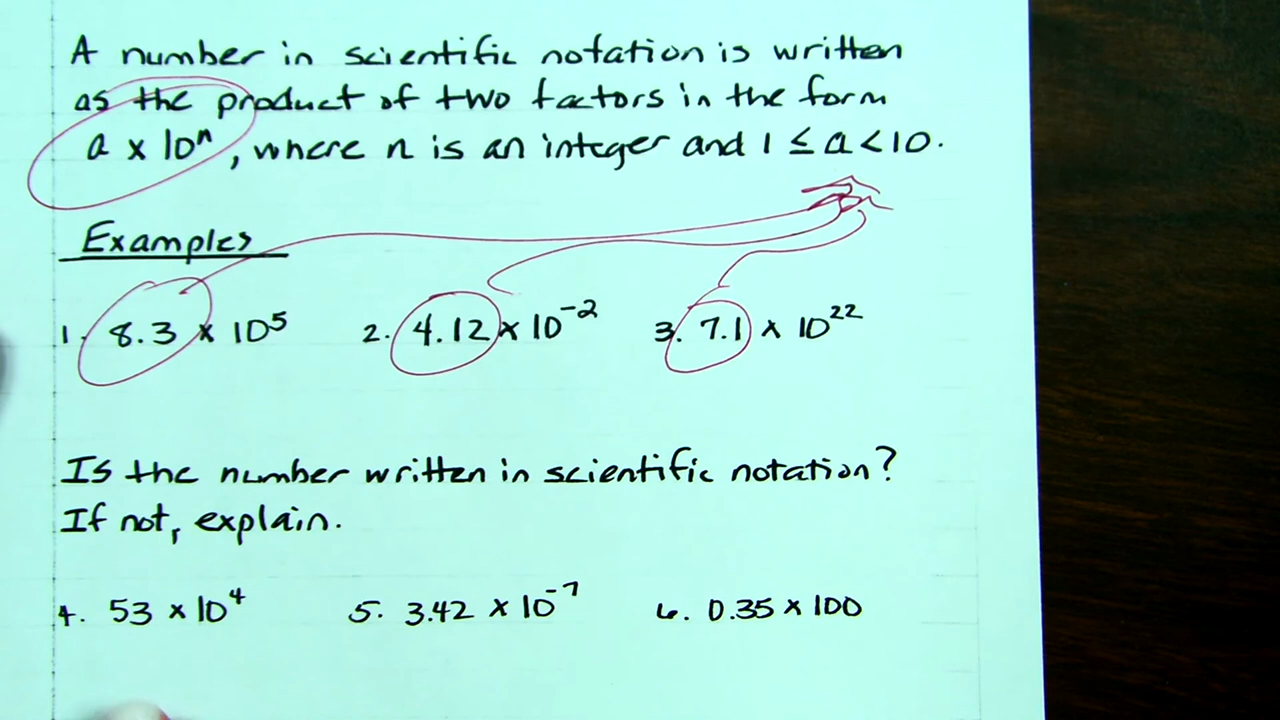 A number in scientific notation is written
as the product of two factors in the form
a x 10ⁿ, where n is an integer and 1 ≤ a < 10.
Examples
1. 8.3 x 10⁵ 2. 4.12 x 10⁻² 3. 7.1 x 10²²
Is the number written in scientific notation?
If not, explain.
4. 53 x 10⁴ 5. 3.42 x 10⁻⁷ 6. 0.35 x 100